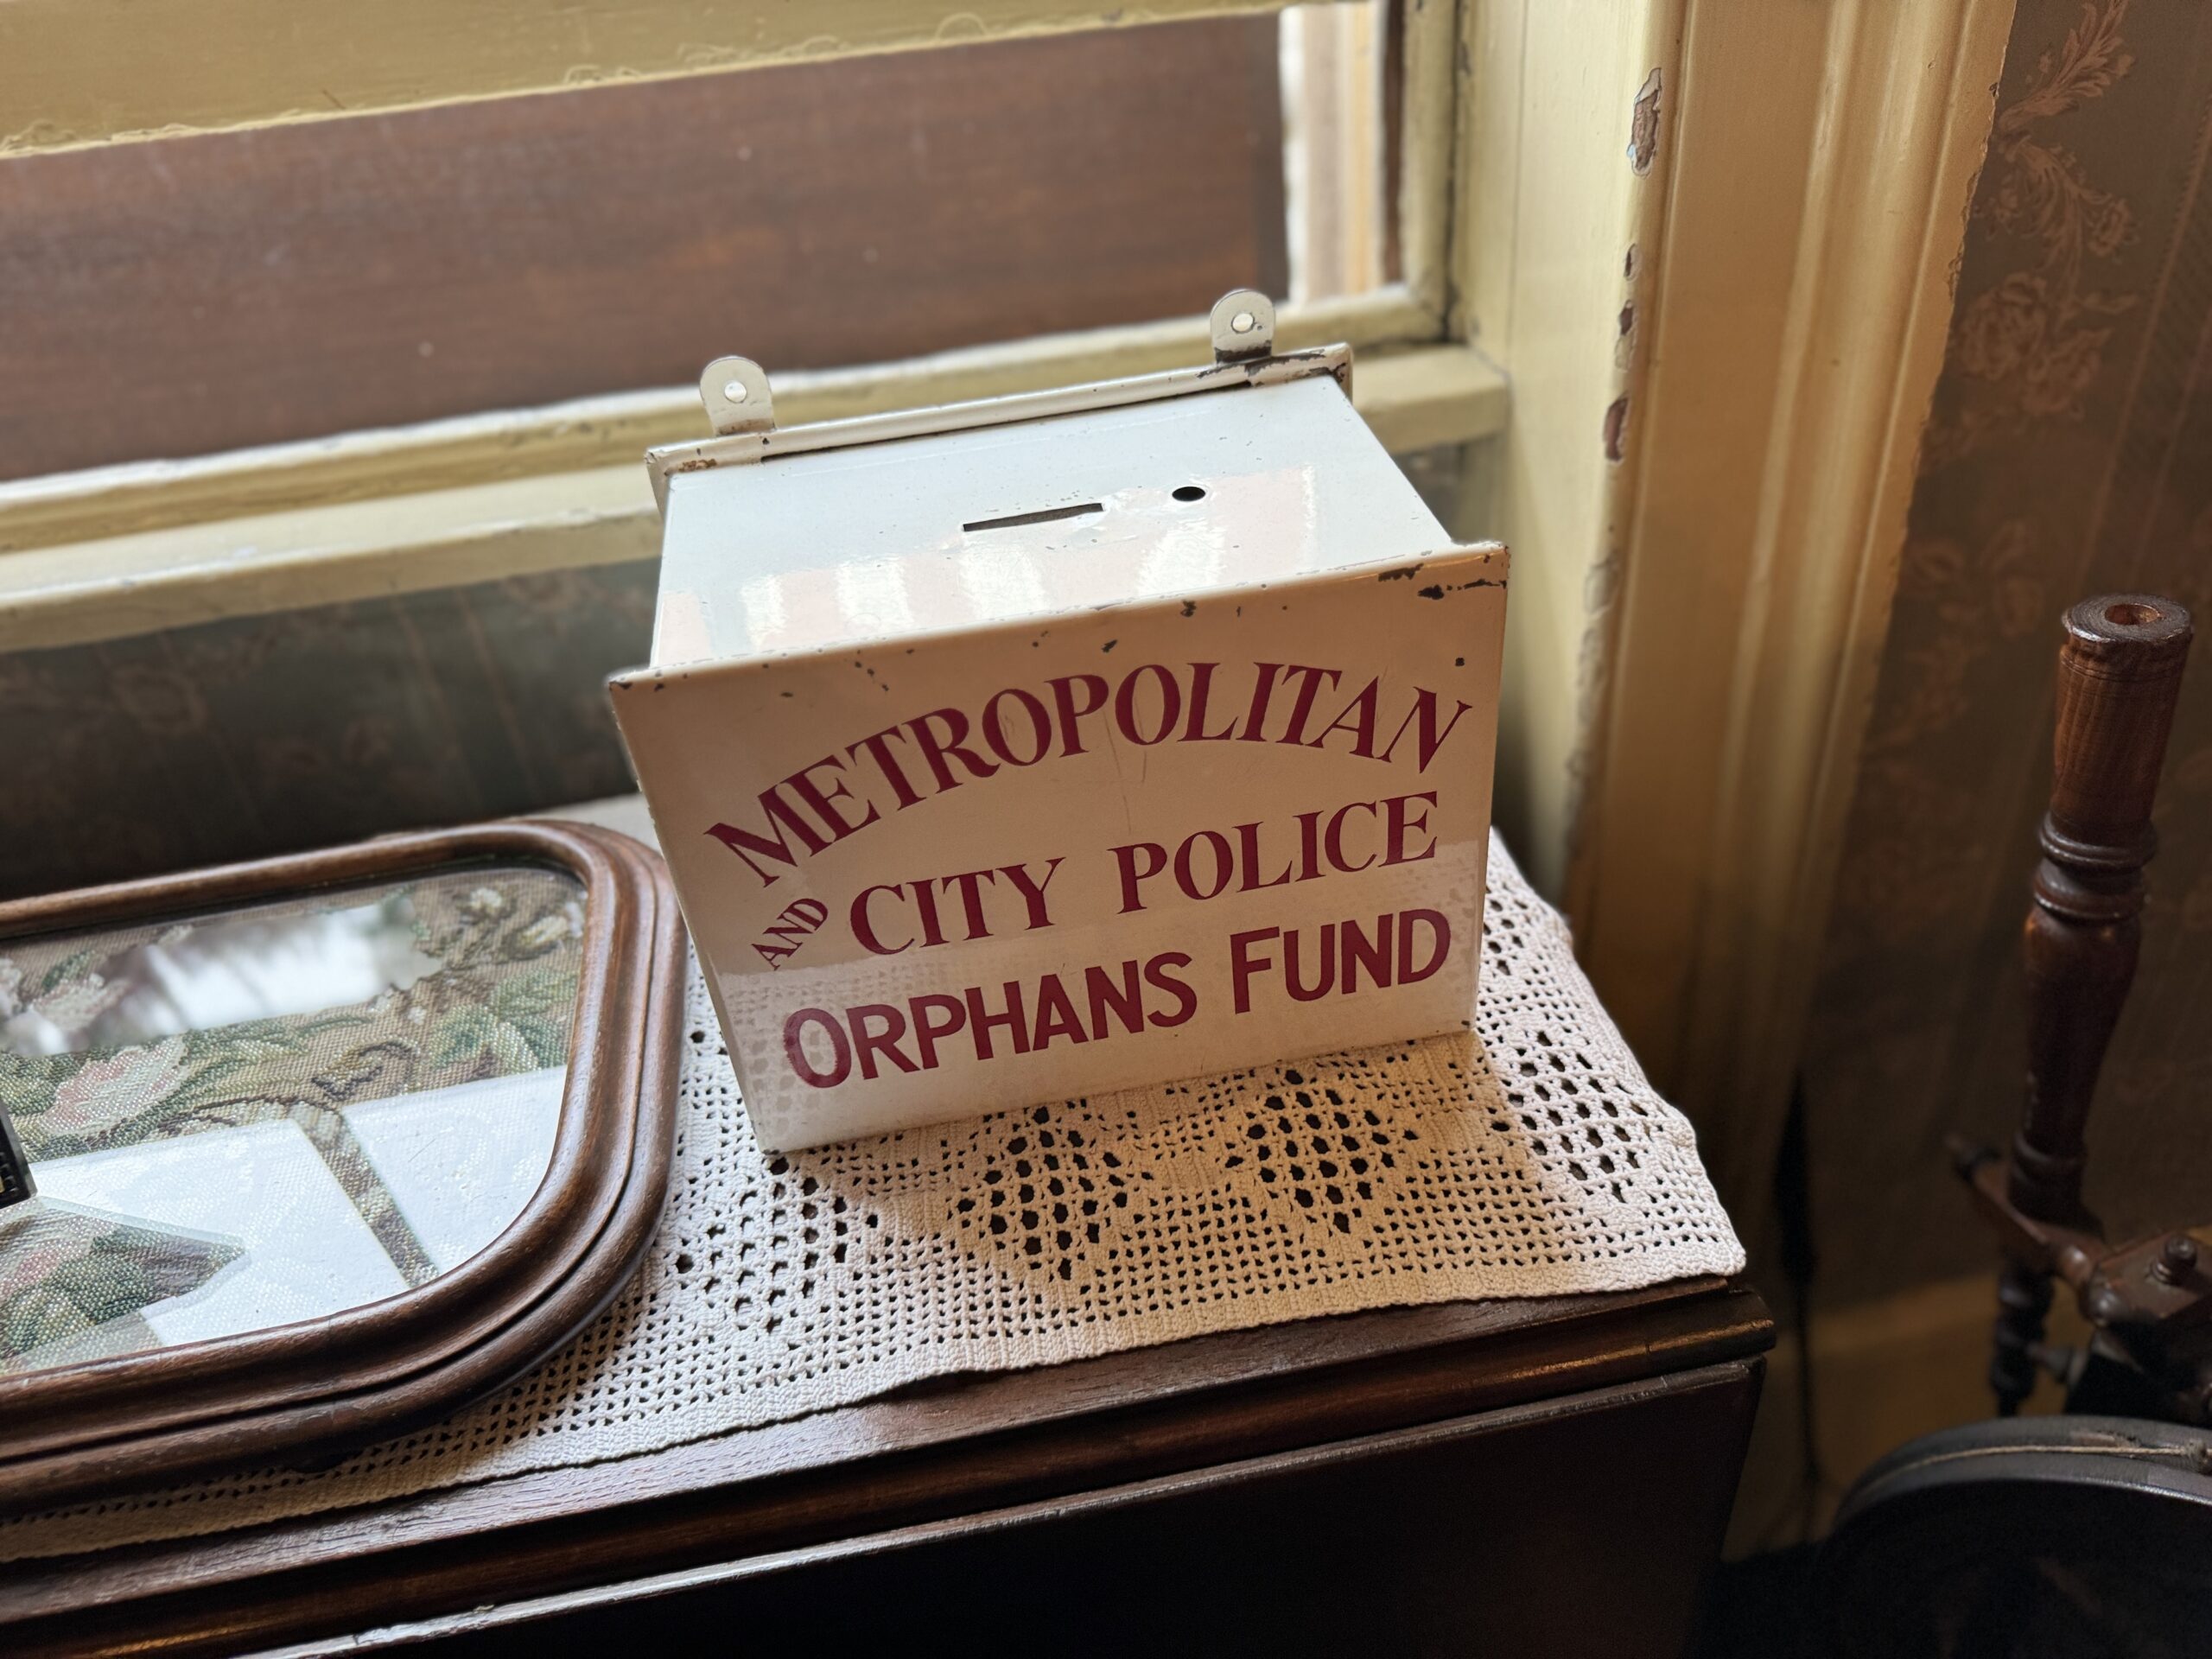 METROPOLITAN
AND CITY POLICE
ORPHANS FUND